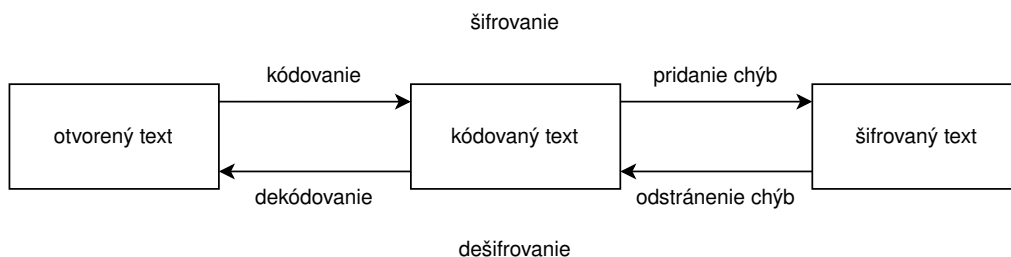 šifrovanie
kódovanie
pridanie chýb
otvorený text
kódovaný text
šifrovaný text
dekódovanie
odstránenie chýb
dešifrovanie